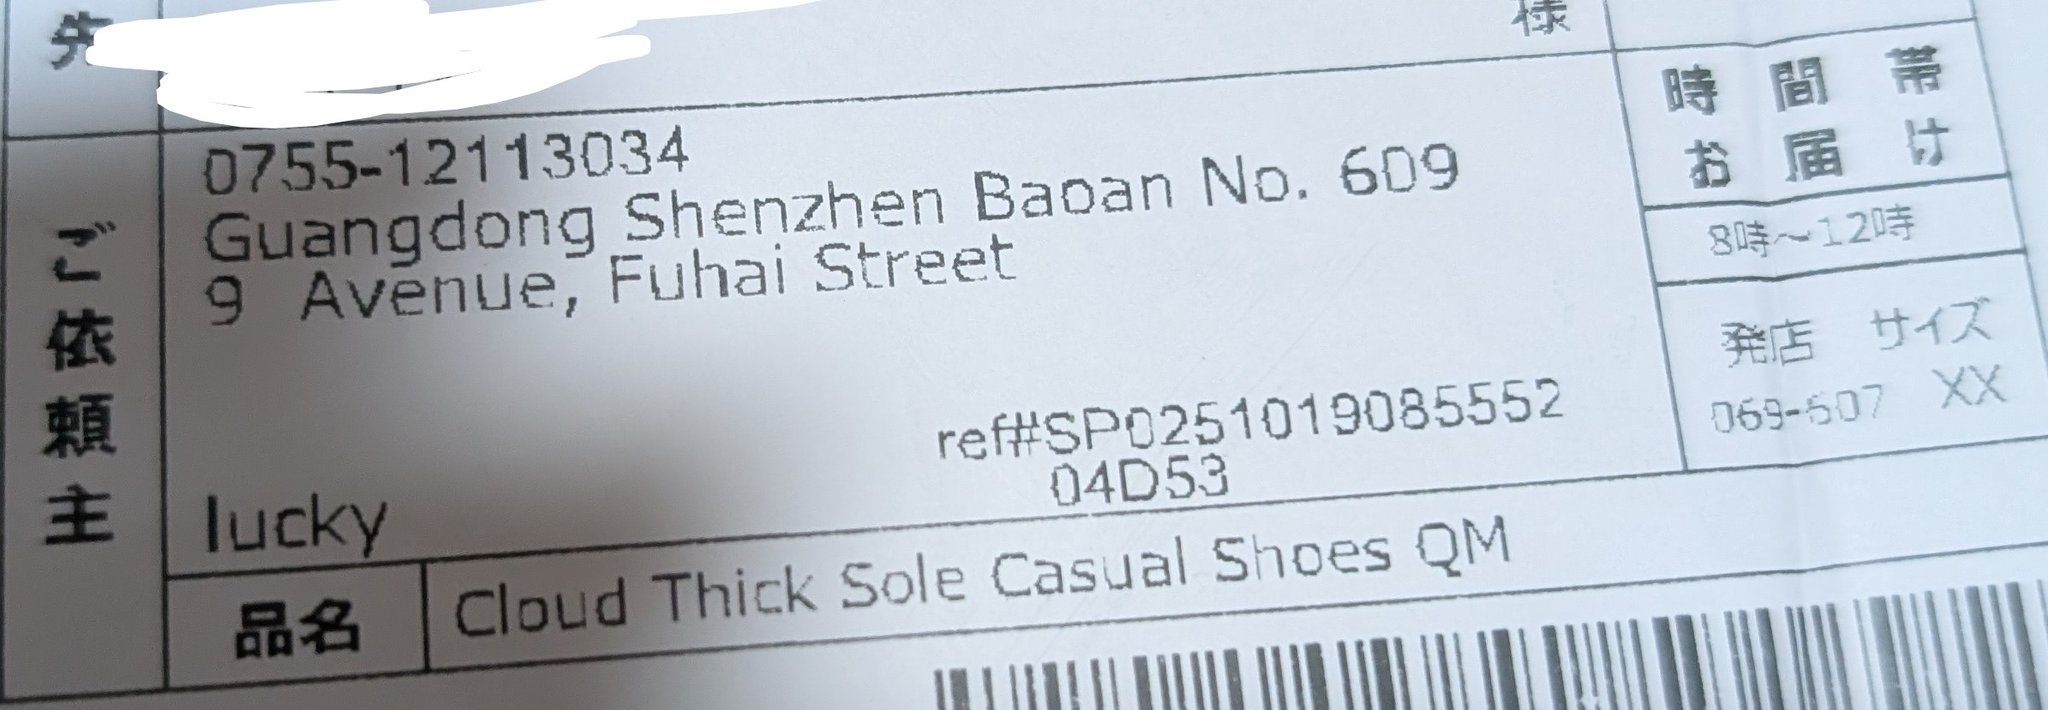 先
様
0755-12113034
Guangdong Shenzhen Baoan No. 609
9 Avenue, Fuhai Street
ref#SP0251019085552
04D53
lucky
ご依頼主
品名
Cloud Thick Sole Casual Shoes QM
時間帯
お届け
8時～12時
発店 サイズ
069-507 XX